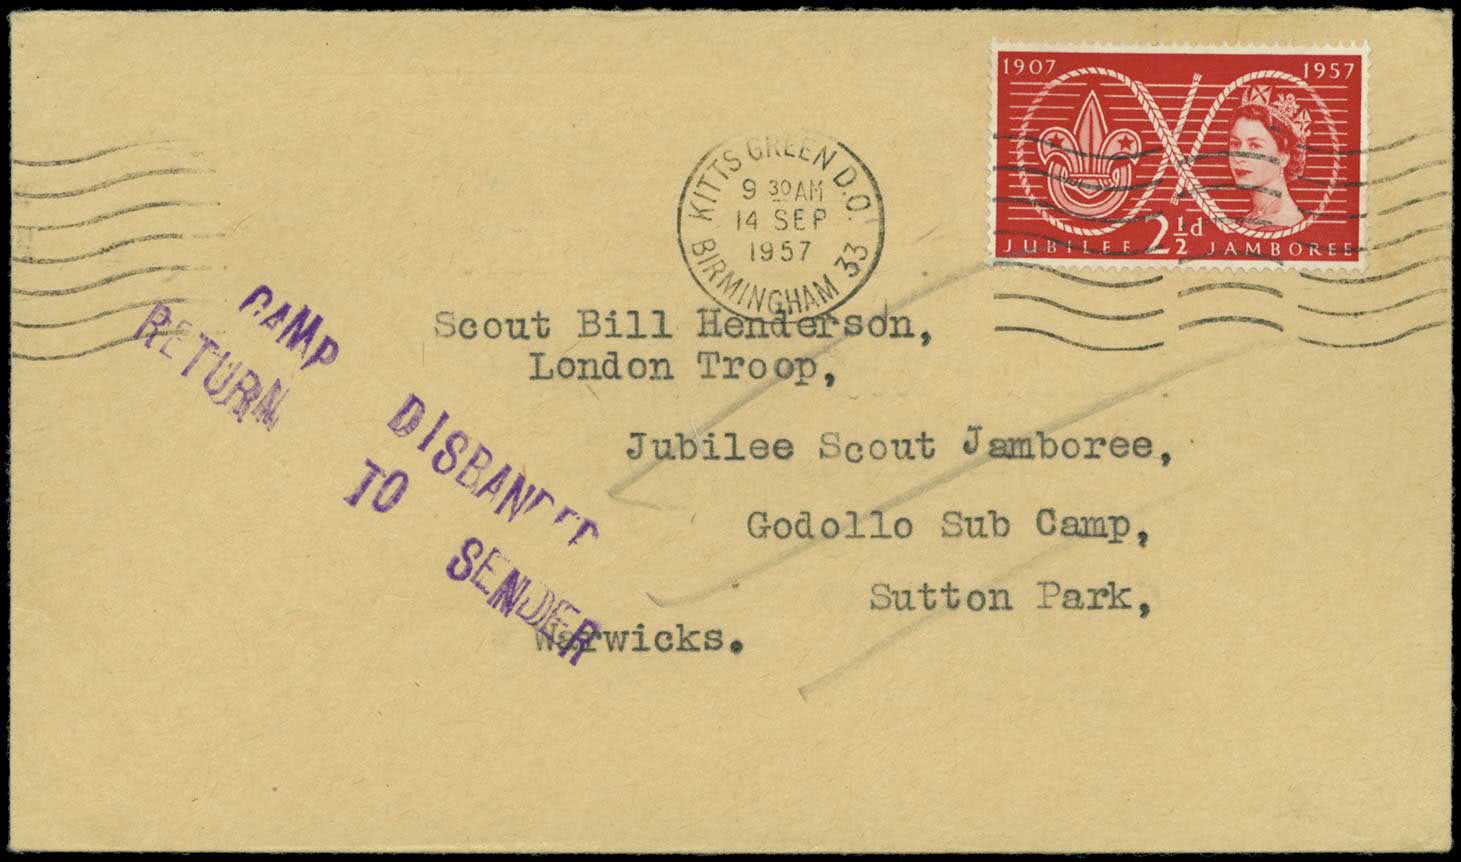 1907 1957
JUBILEE 2½d JAMBOREE
KITTS GREEN D.O.
9 30 AM
14 SEP
1957
BIRMINGHAM 33
CAMP DISBANDED
RETURN TO SENDER
Scout Bill Henderson,
London Troop,
Jubilee Scout Jamboree,
Godollo Sub Camp,
Sutton Park,
Warwicks.